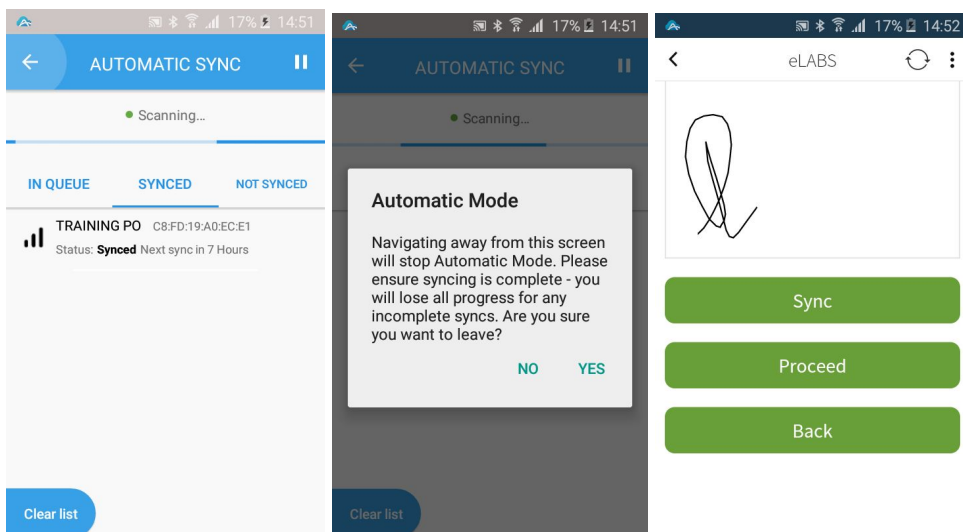 17% 14:51
AUTOMATIC SYNC
Scanning...
IN QUEUE SYNCED NOT SYNCED
TRAINING PO C8:FD:19:A0:EC:E1
Status: Synced Next sync in 7 Hours
Clear list
17% 14:51
AUTOMATIC SYNC
Scanning...
Automatic Mode
Navigating away from this screen
will stop Automatic Mode. Please
ensure syncing is complete - you
will lose all progress for any
incomplete syncs. Are you sure
you want to leave?
NO YES
Clear list
17% 14:52
eLABS
Sync
Proceed
Back